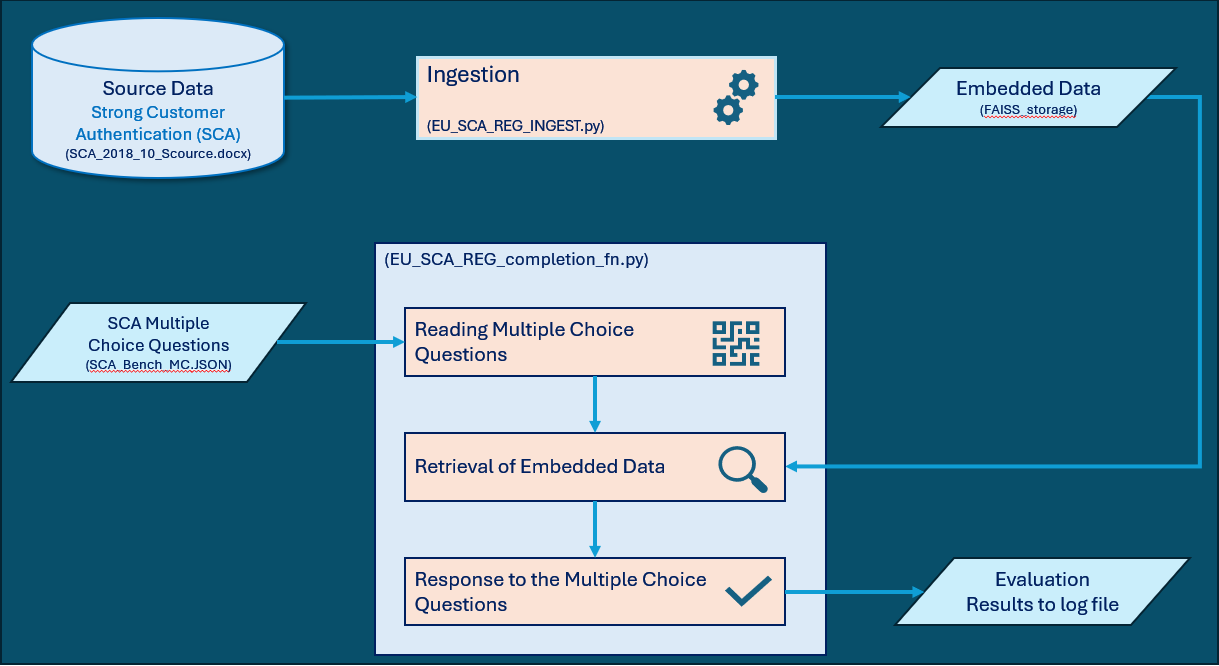 Source Data
Strong Customer
Authentication (SCA)
(SCA_2018_10_Scource.docx)
Ingestion
(EU_SCA_REG_INGEST.py)
Embedded Data
(FAISS_storage)
(EU_SCA_REG_completion_fn.py)
SCA Multiple
Choice Questions
(SCA_Bench_MC.JSON)
Reading Multiple Choice
Questions
Retrieval of Embedded Data
Response to the Multiple Choice
Questions
Evaluation
Results to log file